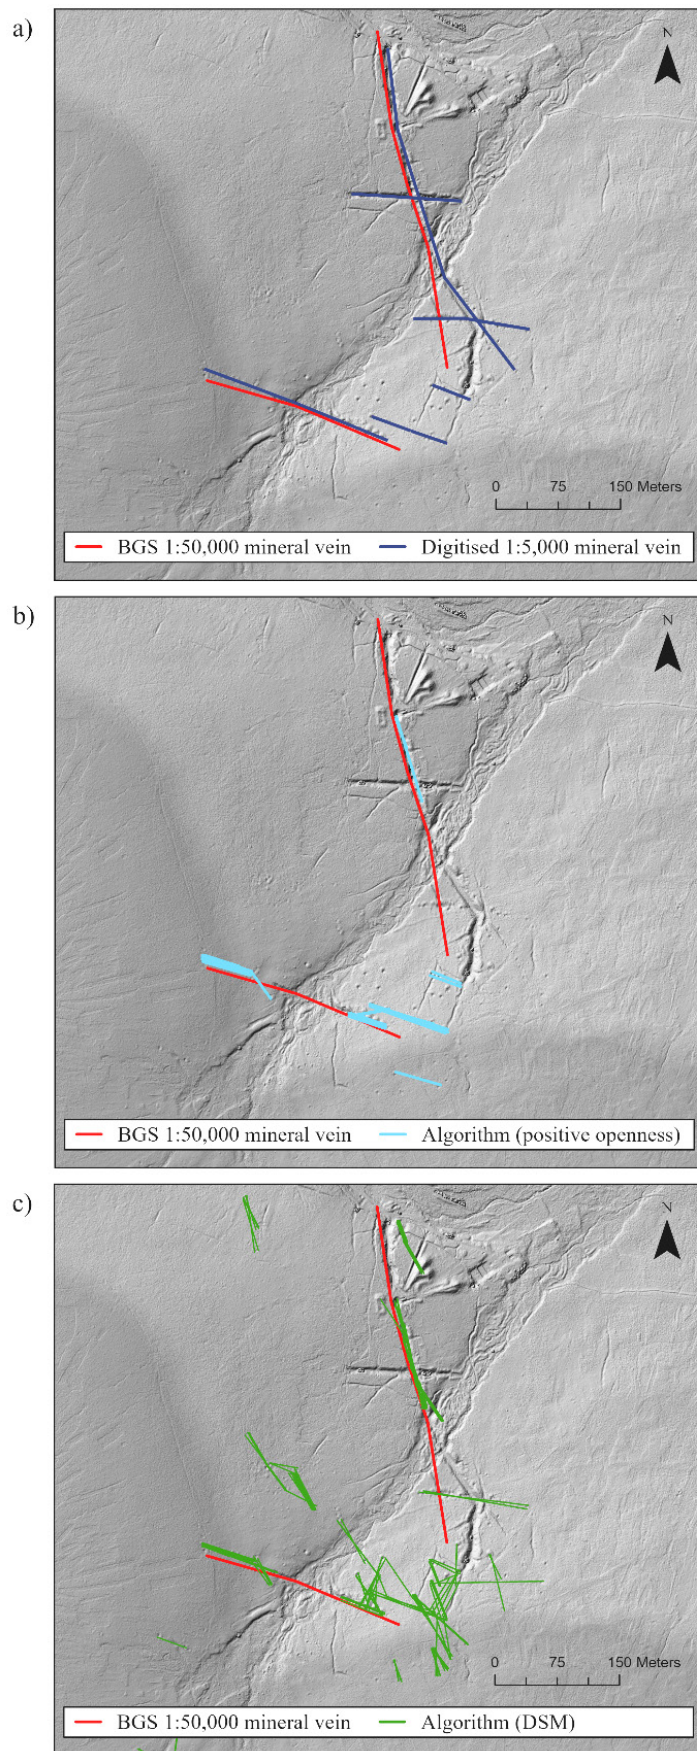 a)
N
0 75 150 Meters
BGS 1:50,000 mineral vein Digitised 1:5,000 mineral vein
b)
N
BGS 1:50,000 mineral vein Algorithm (positive openness)
c)
N
0 75 150 Meters
BGS 1:50,000 mineral vein Algorithm (DSM)